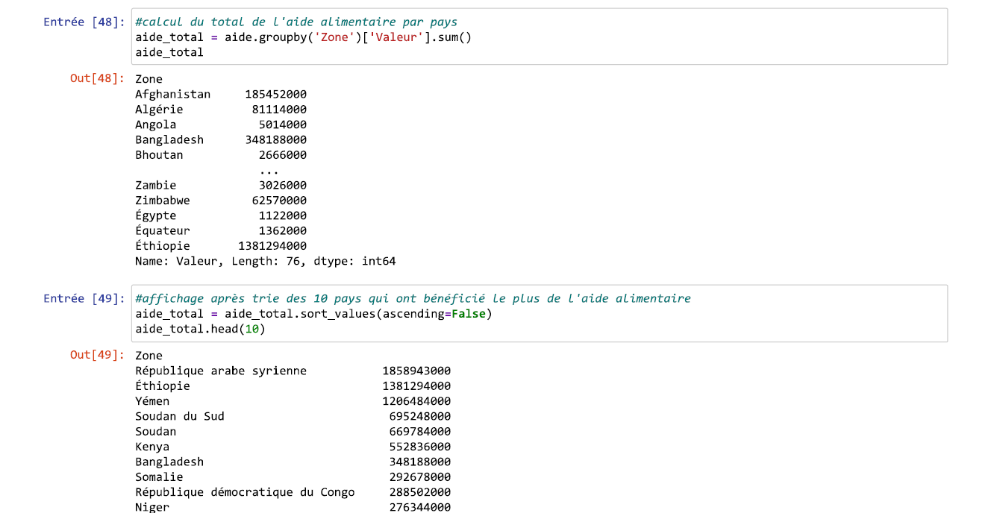 Entrée [48]: #calcul du total de l'aide alimentaire par pays
aide_total = aide.groupby('Zone')['Valeur'].sum()
aide_total
Out[48]: Zone
Afghanistan 185452000
Algérie 81114000
Angola 5014000
Bangladesh 348188000
Bhoutan 2666000
...
Zambie 3026000
Zimbabwe 62570000
Égypte 1122000
Équateur 1362000
Éthiopie 1381294000
Name: Valeur, Length: 76, dtype: int64
Entrée [49]: #affichage après trie des 10 pays qui ont bénéficié le plus de l'aide alimentaire
aide_total = aide_total.sort_values(ascending=False)
aide_total.head(10)
Out[49]: Zone
République arabe syrienne 1858943000
Éthiopie 1381294000
Yémen 1206484000
Soudan du Sud 695248000
Soudan 669784000
Kenya 552836000
Bangladesh 348188000
Somalie 292678000
République démocratique du Congo 288502000
Niger 276344000